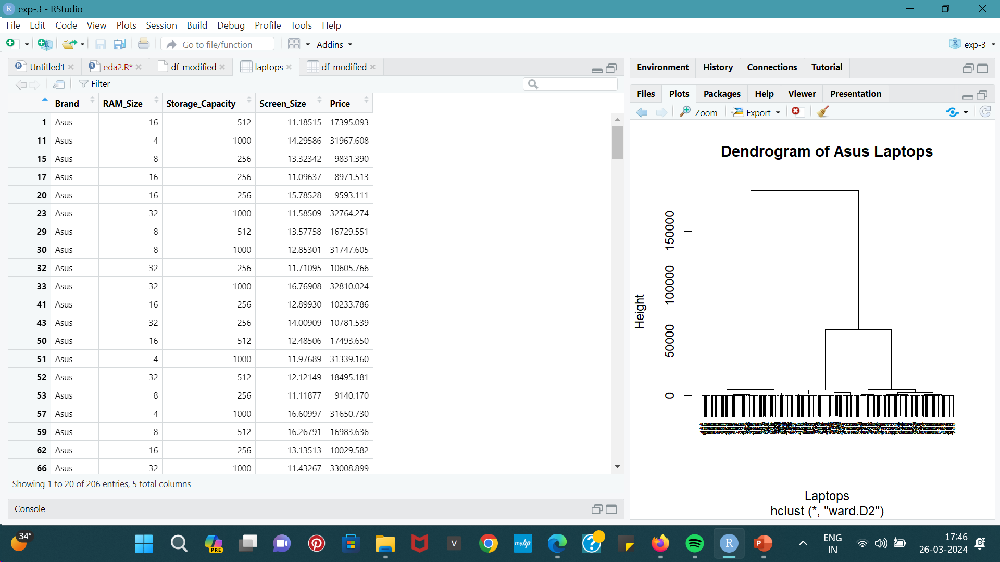 R exp-3 - RStudio
File Edit Code View Plots Session Build Debug Profile Tools Help
Go to file/function Addins exp-3
Untitled1 eda2.R* df_modified laptops df_modified
Filter
Brand RAM_Size Storage_Capacity Screen_Size Price
1 Asus 16 512 11.18515 17395.093
11 Asus 4 1000 14.29586 31967.608
15 Asus 8 256 13.32342 9831.390
17 Asus 16 256 11.09637 8971.513
20 Asus 16 256 15.78528 9593.111
23 Asus 32 1000 11.58509 32764.274
29 Asus 8 512 13.57758 16729.551
30 Asus 8 1000 12.85301 31747.605
32 Asus 32 256 11.71095 10605.766
33 Asus 32 1000 16.76908 32810.024
41 Asus 16 256 12.89930 10233.786
43 Asus 32 256 14.00909 10781.539
50 Asus 16 512 12.48506 17493.650
51 Asus 4 1000 11.97689 31339.160
52 Asus 32 512 12.12149 18495.181
53 Asus 8 256 11.11877 9140.170
57 Asus 4 1000 16.60997 31650.730
59 Asus 8 512 16.26791 16983.636
62 Asus 16 256 13.13513 10029.582
66 Asus 32 1000 11.43267 33008.899
Showing 1 to 20 of 206 entries, 5 total columns
Console
Environment History Connections Tutorial
Files Plots Packages Help Viewer Presentation
Zoom Export
Dendrogram of Asus Laptops
150000
100000
50000
0
Height
Laptops
hclust (*, "ward.D2")
34°
PRE
V
myhp
?
R
P
ENG
IN
17:46
26-03-2024